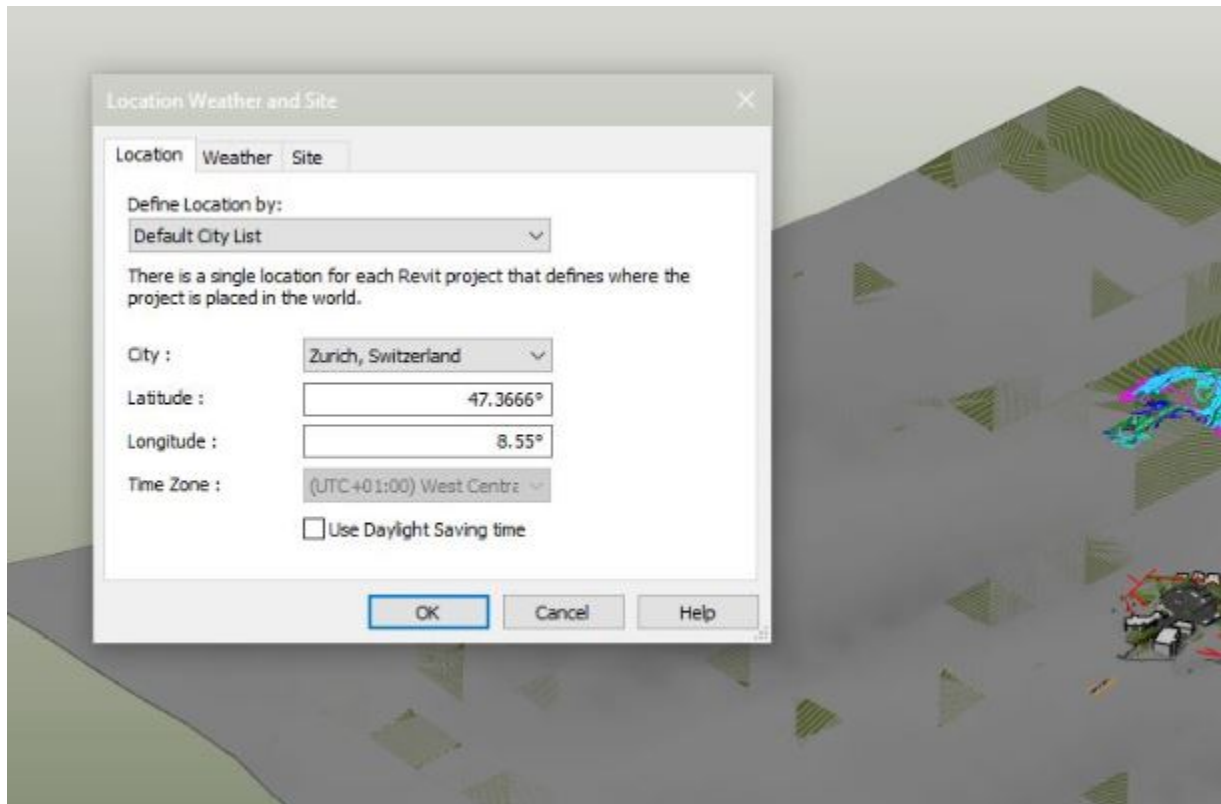 Location Weather and Site
Location Weather Site
Define Location by:
Default City List
There is a single location for each Revit project that defines where the
project is placed in the world.
City :
Zurich, Switzerland
Latitude :
47.3666°
Longitude :
8.55°
Time Zone :
(UTC+01:00) West Centra
Use Daylight Saving time
OK Cancel Help